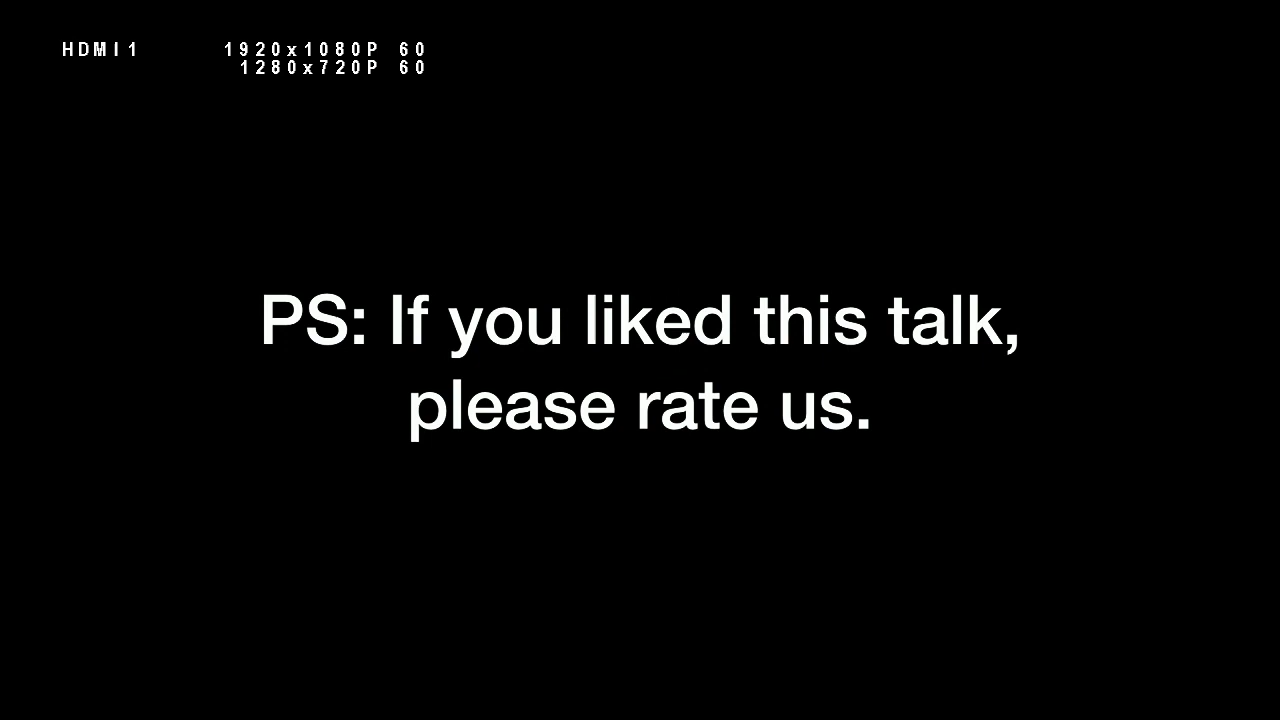 HDMI1 1920x1080P 60
1280x720P 60
PS: If you liked this talk,
please rate us.